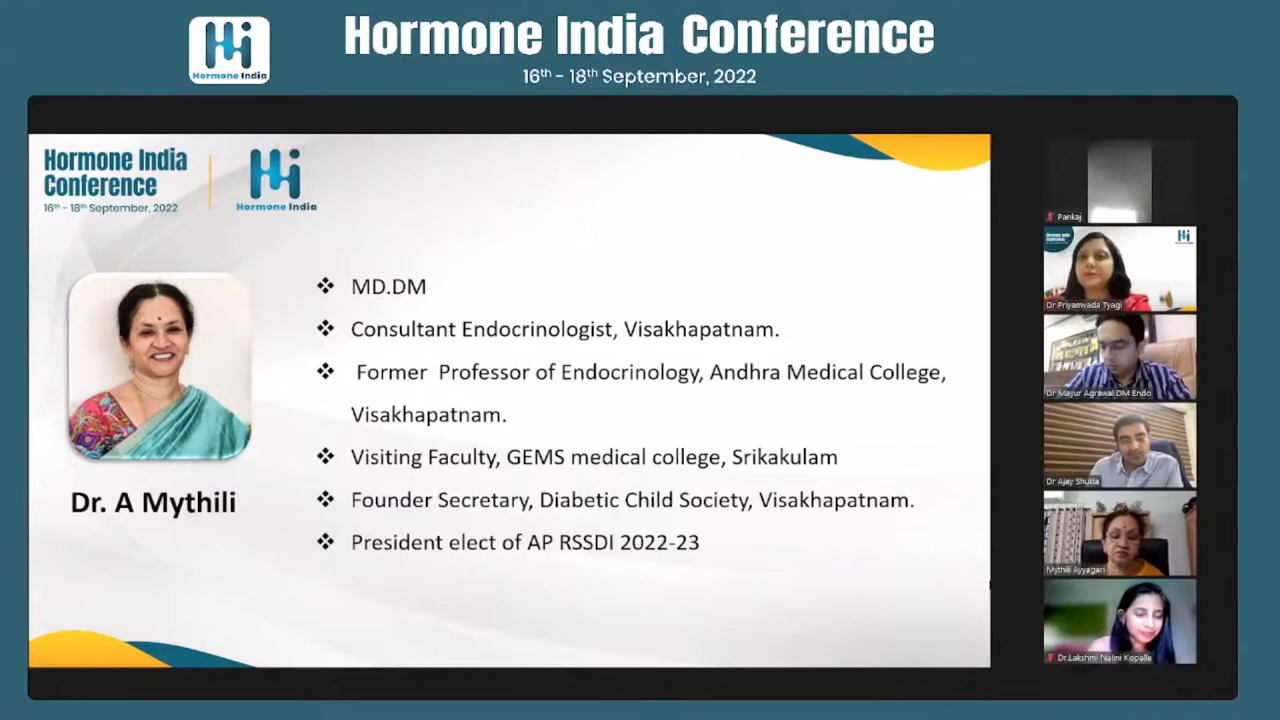 Hormone India
Hormone India Conference
16th - 18th September, 2022
Hormone India
Conference
16th - 18th September, 2022
Hormone India
MD.DM
Consultant Endocrinologist, Visakhapatnam.
Former Professor of Endocrinology, Andhra Medical College,
Visakhapatnam.
Visiting Faculty, GEMS medical college, Srikakulam
Founder Secretary, Diabetic Child Society, Visakhapatnam.
President elect of AP RSSDI 2022-23
Dr. A Mythili
Pankaj
Dr Priyamvada Tyagi
Dr Mayur Agrawal DM Endo
Dr Ajay Shukla
Mythili Ayyagari
Dr.Lakshmi Nalini Kopalle